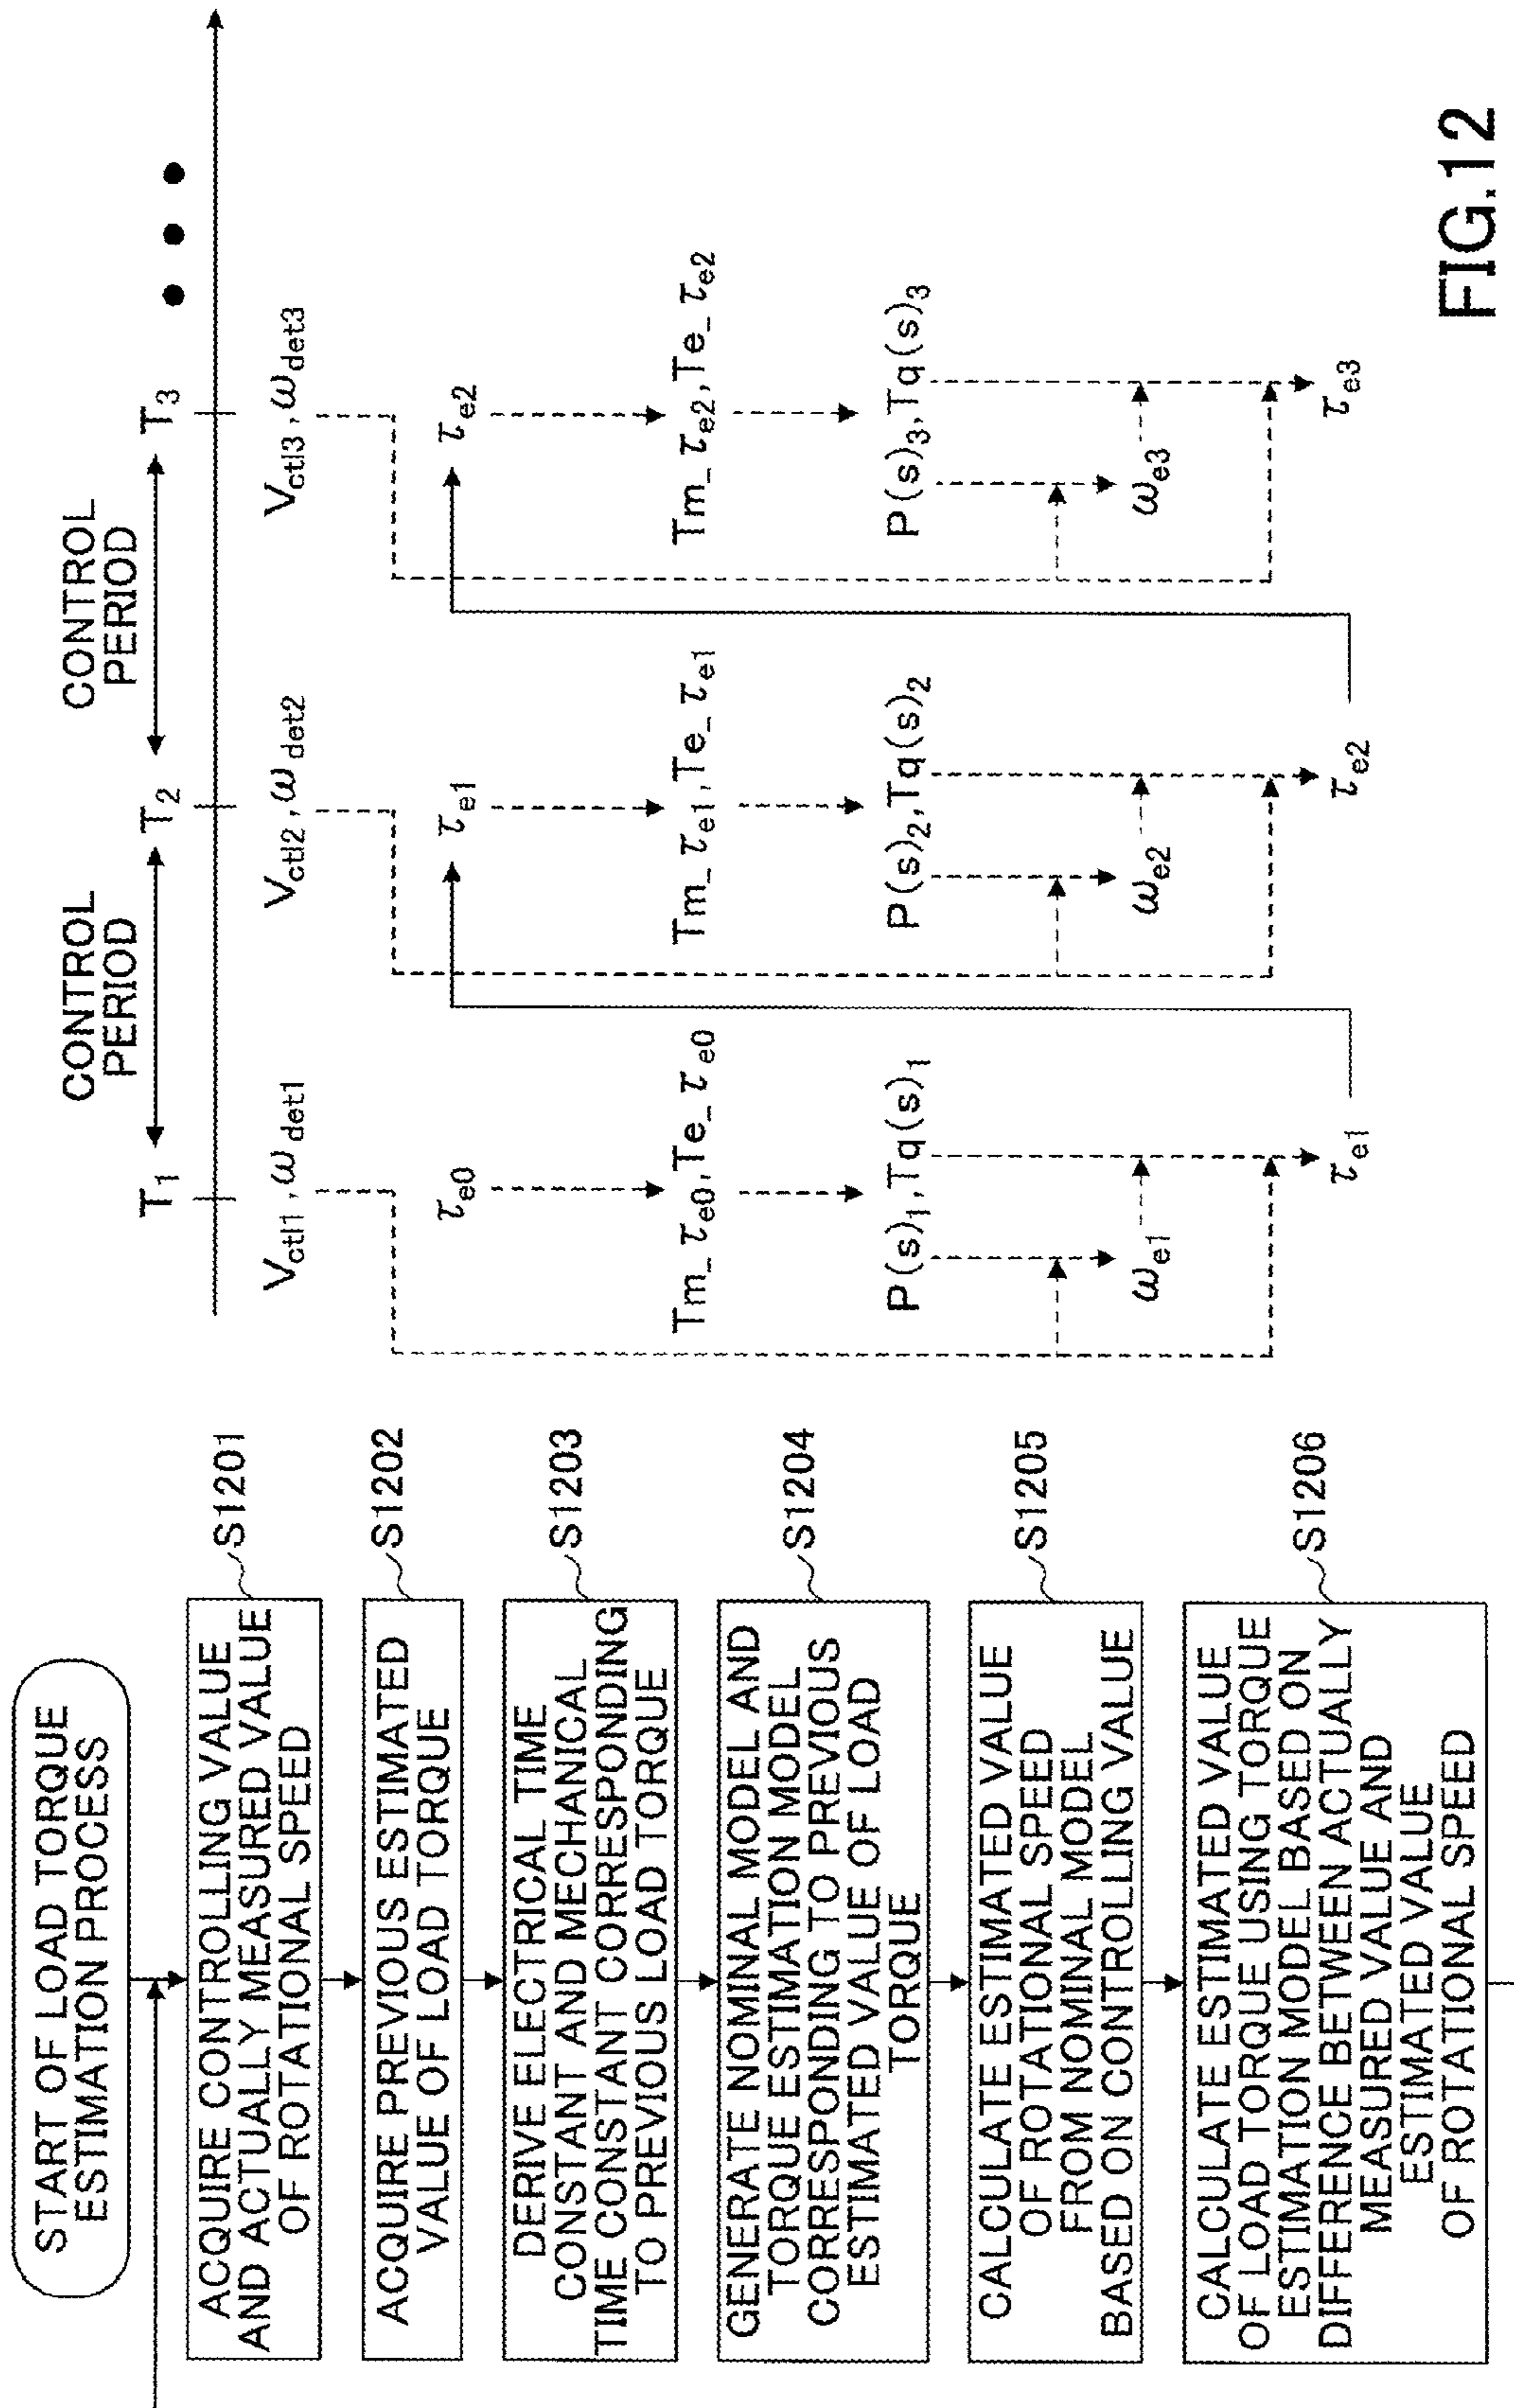 START OF LOAD TORQUE
ESTIMATION PROCESS
ACQUIRE CONTROLLING VALUE
AND ACTUALLY MEASURED VALUE
OF ROTATIONAL SPEED
S1201
ACQUIRE PREVIOUS ESTIMATED
VALUE OF LOAD TORQUE
S1202
DERIVE ELECTRICAL TIME
CONSTANT AND MECHANICAL
TIME CONSTANT CORRESPONDING
TO PREVIOUS LOAD TORQUE
S1203
GENERATE NOMINAL MODEL AND
TORQUE ESTIMATION MODEL
CORRESPONDING TO PREVIOUS
ESTIMATED VALUE OF LOAD
TORQUE
S1204
CALCULATE ESTIMATED VALUE
OF ROTATIONAL SPEED
FROM NOMINAL MODEL
BASED ON CONTROLLING VALUE
S1205
CALCULATE ESTIMATED VALUE
OF LOAD TORQUE USING TORQUE
ESTIMATION MODEL BASED ON
DIFFERENCE BETWEEN ACTUALLY
MEASURED VALUE AND
ESTIMATED VALUE
OF ROTATIONAL SPEED
S1206
CONTROL
PERIOD
CONTROL
PERIOD
T1
T2
T3
● ● ●
Vctl1, ωdet1
Vctl2, ωdet2
Vctl3, ωdet3
τe0
τe1
τe2
Tm_τe0, Te_τe0
Tm_τe1, Te_τe1
Tm_τe2, Te_τe2
P(s)1, Tq(s)1
P(s)2, Tq(s)2
P(s)3, Tq(s)3
ωe1
ωe2
ωe3
τe1
τe2
τe3
FIG.12